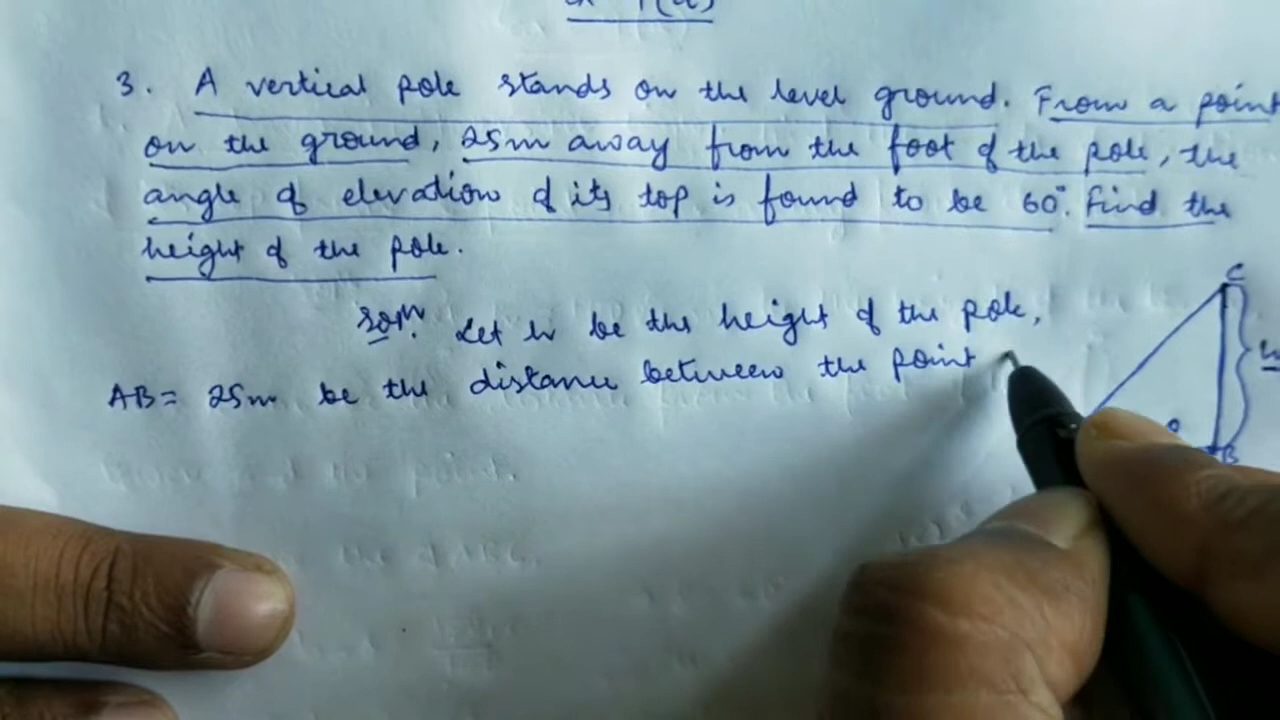 3. A vertical pole stands on the level ground. From a point
on the ground, 25m away from the foot of the pole, the
angle of elevation of its top is found to be 60°. Find the
height of the pole.
Soln. Let h be the height of the pole,
AB = 25m be the distance between the point
C
B